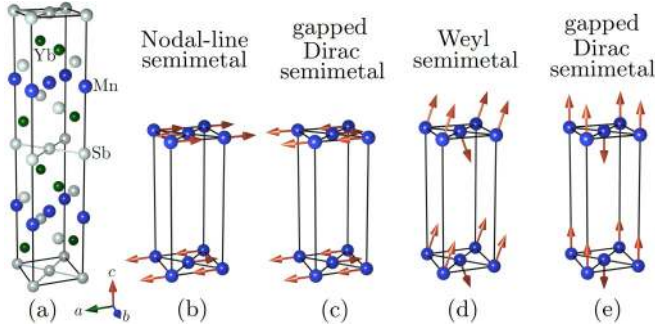 Yb
Mn
Sb
c
a
b
(a)
Nodal-line
semimetal
(b)
gapped
Dirac
semimetal
(c)
Weyl
semimetal
(d)
gapped
Dirac
semimetal
(e)